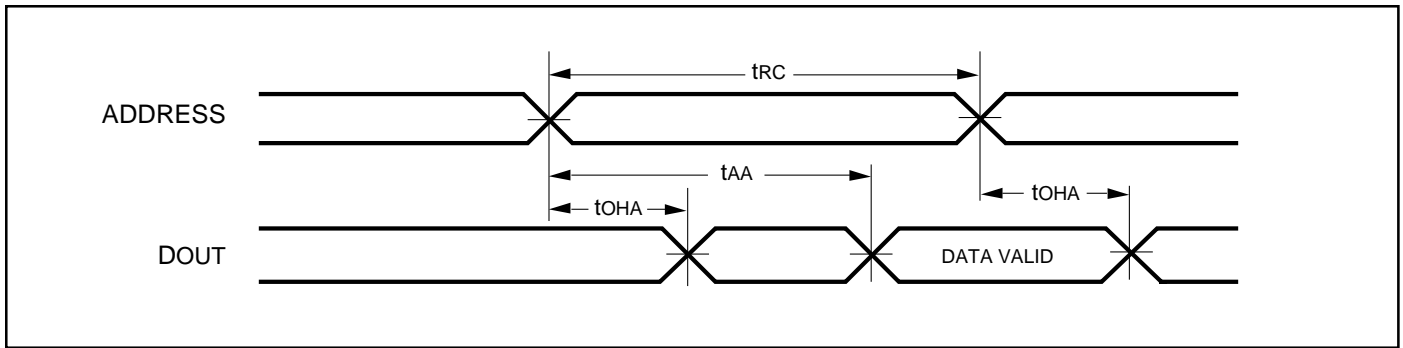 tRC
ADDRESS
tAA
tOHA
tOHA
DOUT
DATA VALID